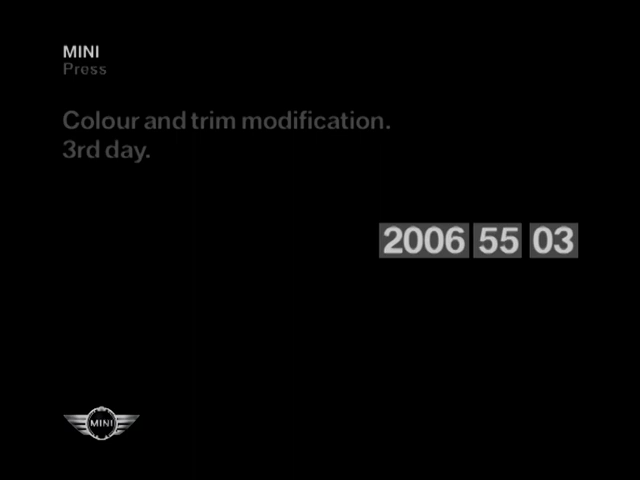 MINI
Press
Colour and trim modification.
3rd day.
2006 55 03
MINI